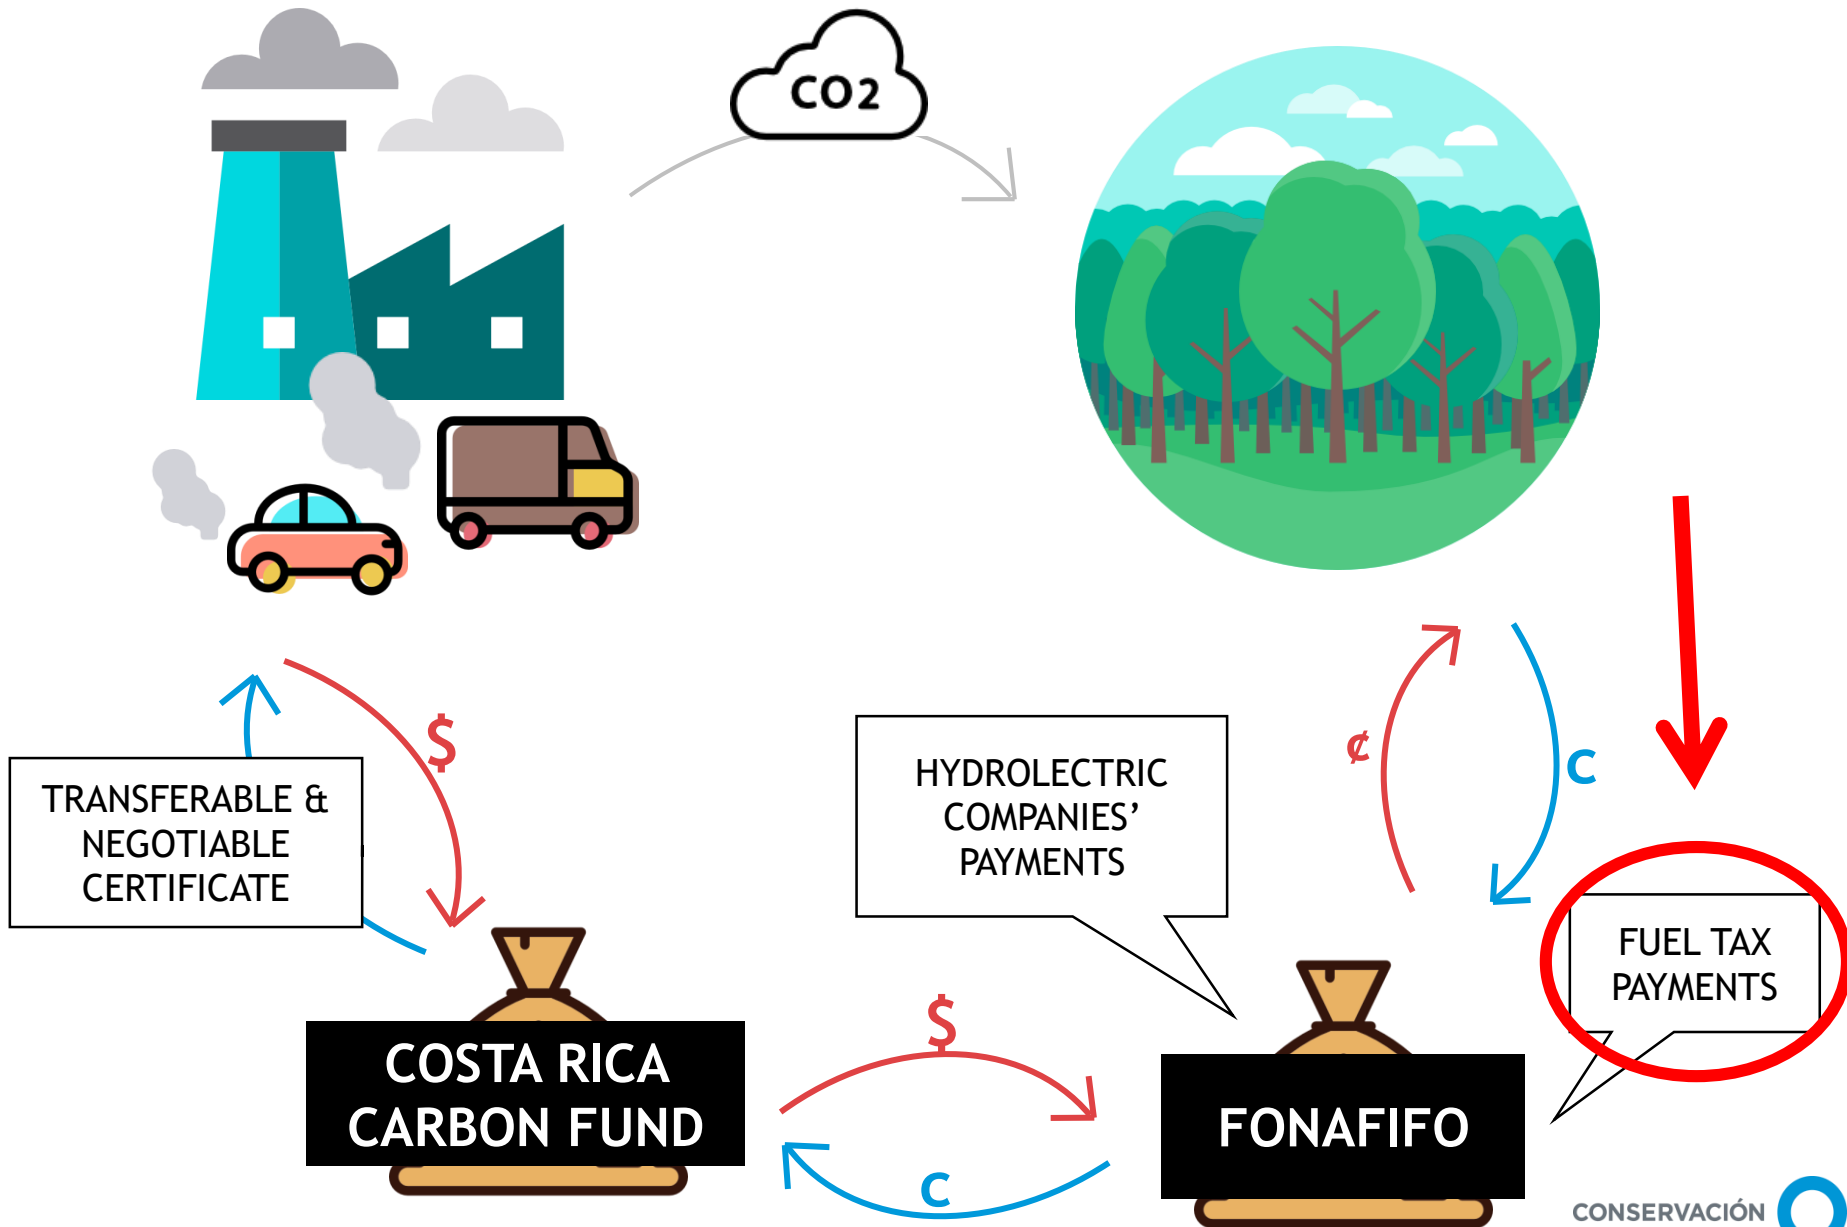 CO2
$
TRANSFERABLE &
NEGOTIABLE
CERTIFICATE
HYDROLECTRIC
COMPANIES’
PAYMENTS
¢
C
FUEL TAX
PAYMENTS
COSTA RICA
CARBON FUND
$
C
FONAFIFO
CONSERVACIÓN